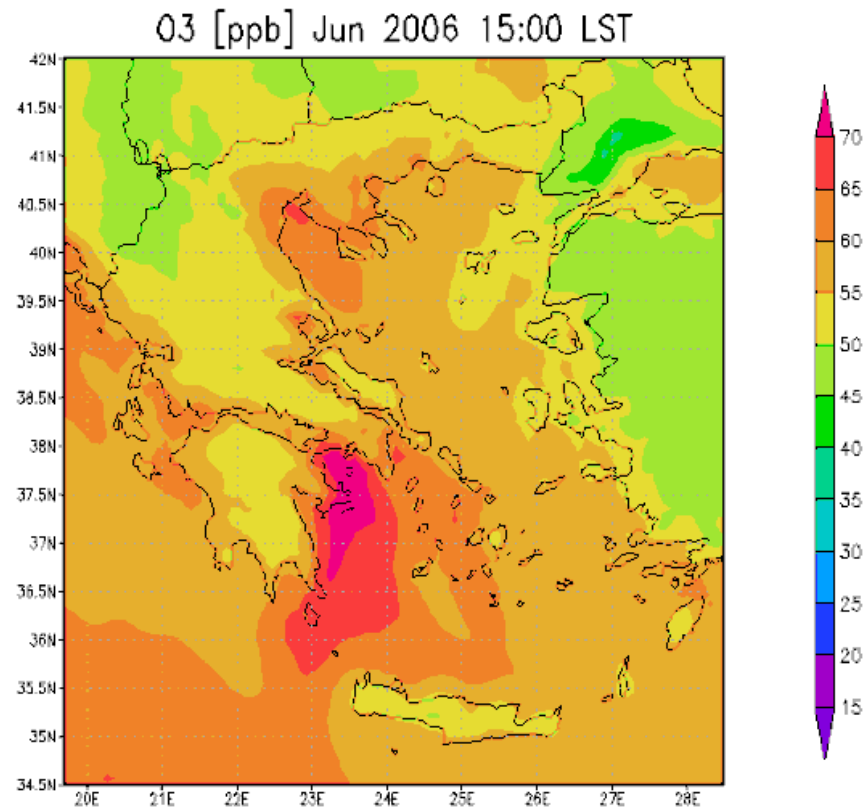 O3 [ppb] Jun 2006 15:00 LST
42N
41.5N
41N
40.5N
40N
39.5N
39N
38.5N
38N
37.5N
37N
36.5N
36N
35.5N
35N
34.5N
20E 21E 22E 23E 24E 25E 26E 27E 28E
70
65
60
55
50
45
40
35
30
25
20
15